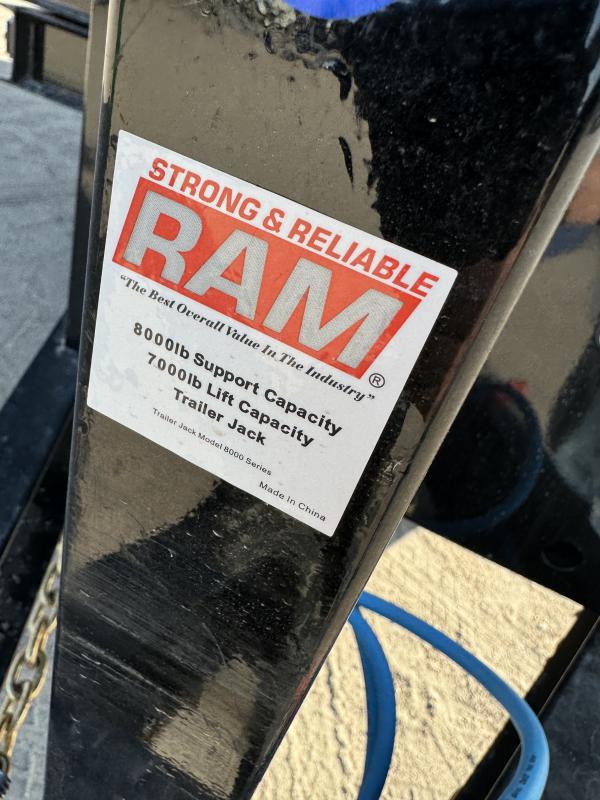 STRONG & RELIABLE
RAM®
"The Best Overall Value In The Industry"
8000lb Support Capacity
7000lb Lift Capacity
Trailer Jack
Trailer Jack Model 8000 Series
Made In China